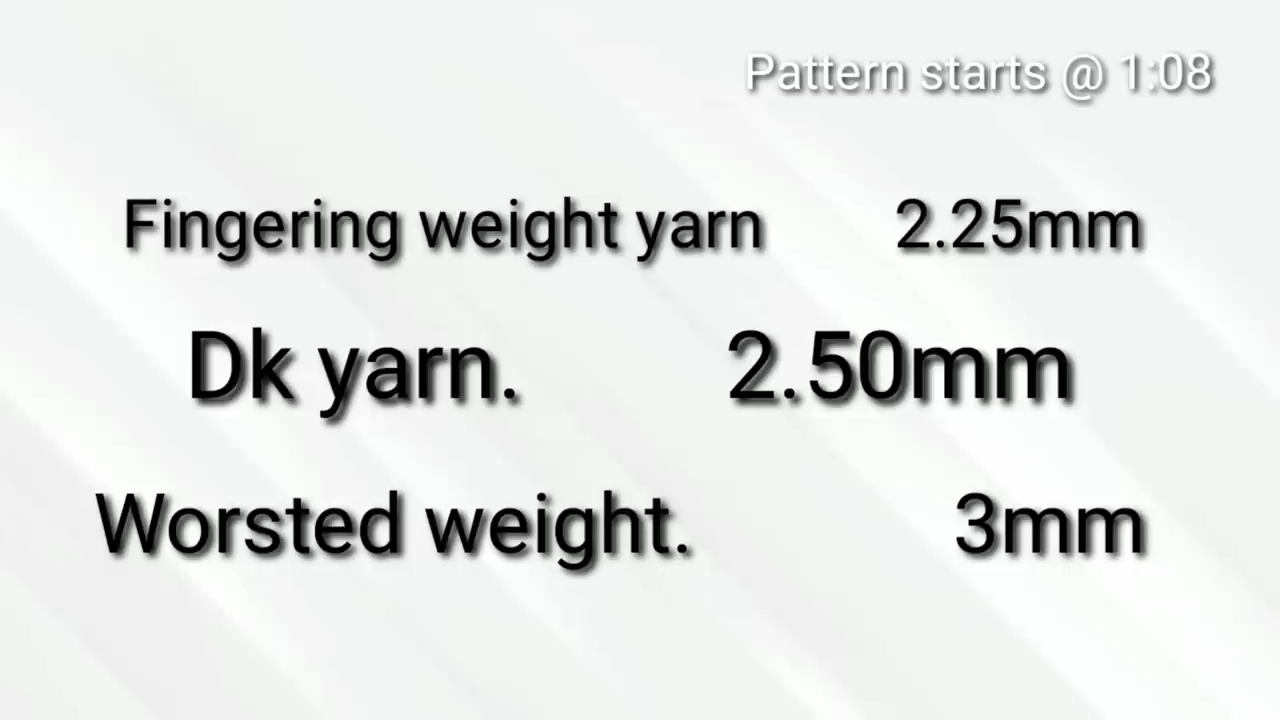 Pattern starts @ 1:08
Fingering weight yarn 2.25mm
Dk yarn. 2.50mm
Worsted weight. 3mm